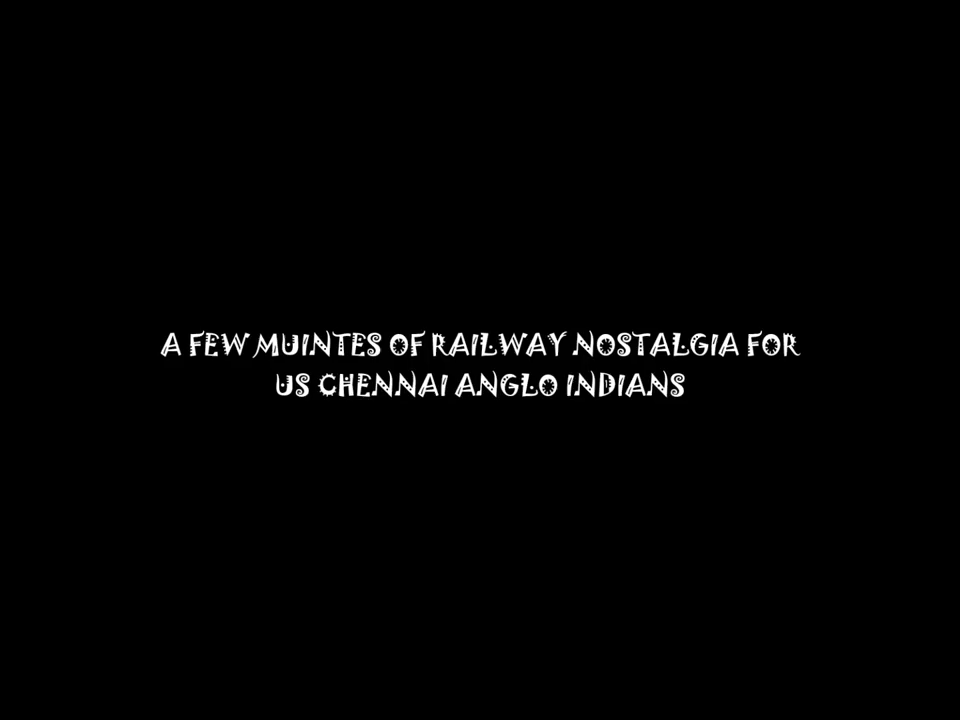 A FEW MUINTES OF RAILWAY NOSTALGIA FOR
US CHENNAI ANGLO INDIANS